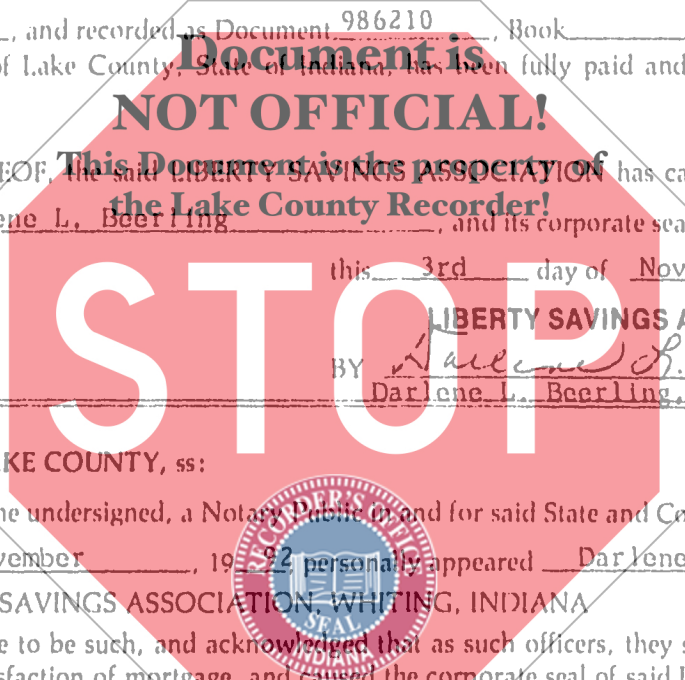 , and recorded as Document 986210, Book
of Lake County, State of Indiana, has been fully paid and
Document is
NOT OFFICIAL!
This Document is the property of
the Lake County Recorder!
EOF, the said LIBERTY SAVINGS ASSOCIATION has ca
ene L. Beerling, and its corporate sea
this 3rd day of Nov
STOP
LIBERTY SAVINGS A
BY Darlene L.
Darlene L. Beerling,
KE COUNTY, ss:
ne undersigned, a Notary Public in and for said State and Co
vember, 19 92 personally appeared Darlene
SAVINGS ASSOCIATION, WHITING, INDIANA
e to be such, and acknowledged that as such officers, they s
sfaction of mortgage, and caused the corporate seal of said L
RECORDER'S OFFICE
SEAL
INDIANA